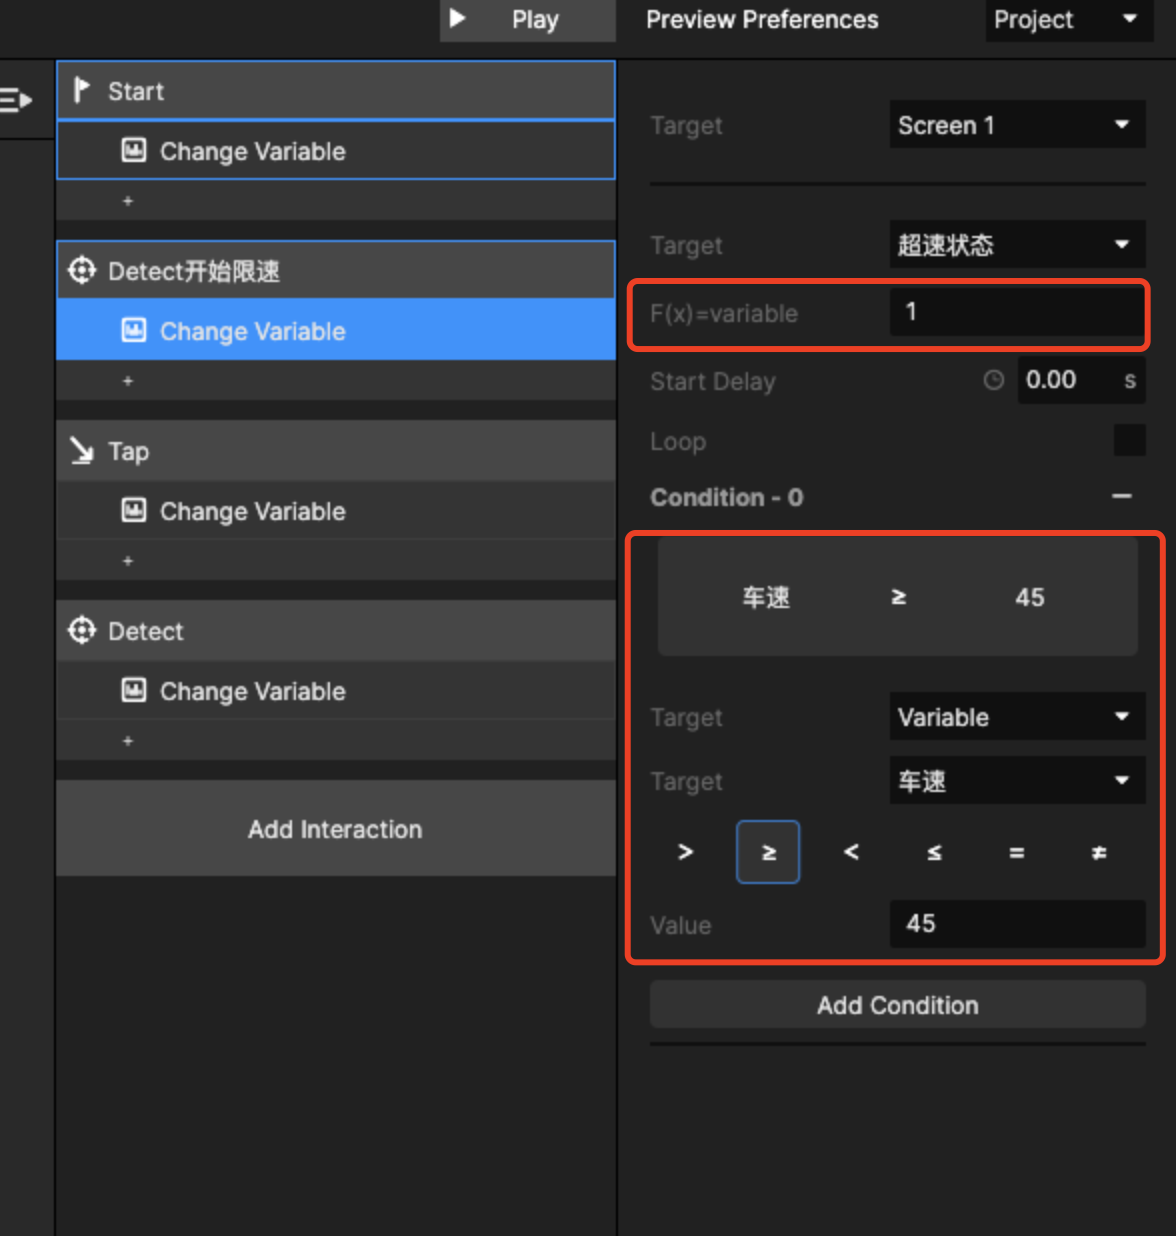 Play
Preview Preferences
Project
Start
Change Variable
+
Detect开始限速
Change Variable
+
Tap
Change Variable
+
Detect
Change Variable
+
Add Interaction
Target Screen 1
Target 超速状态
F(x)=variable 1
Start Delay 0.00 s
Loop
Condition - 0
车速 ≥ 45
Target Variable
Target 车速
> ≥ < ≤ = ≠
Value 45
Add Condition